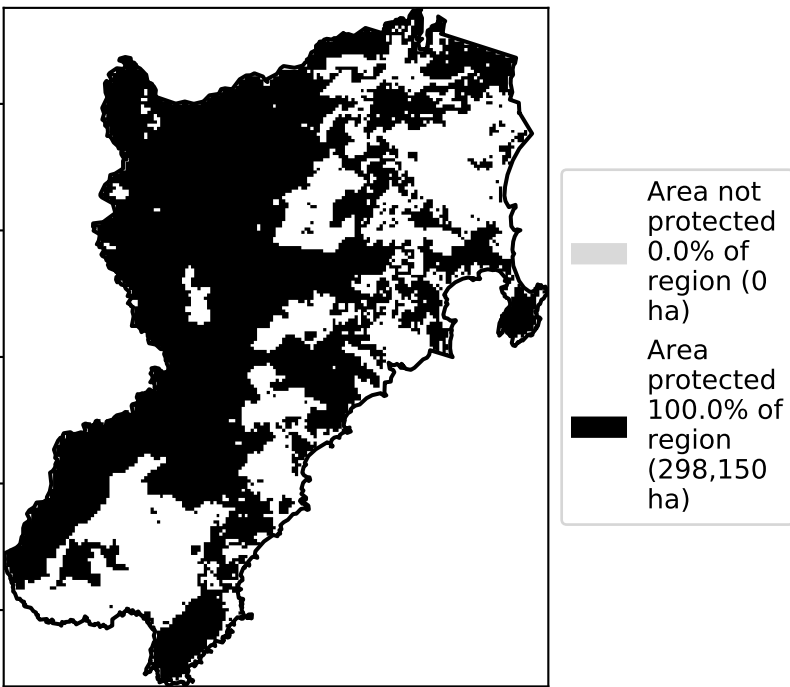 Area not
protected
0.0% of
region (0
ha)
Area
protected
100.0% of
region
(298,150
ha)